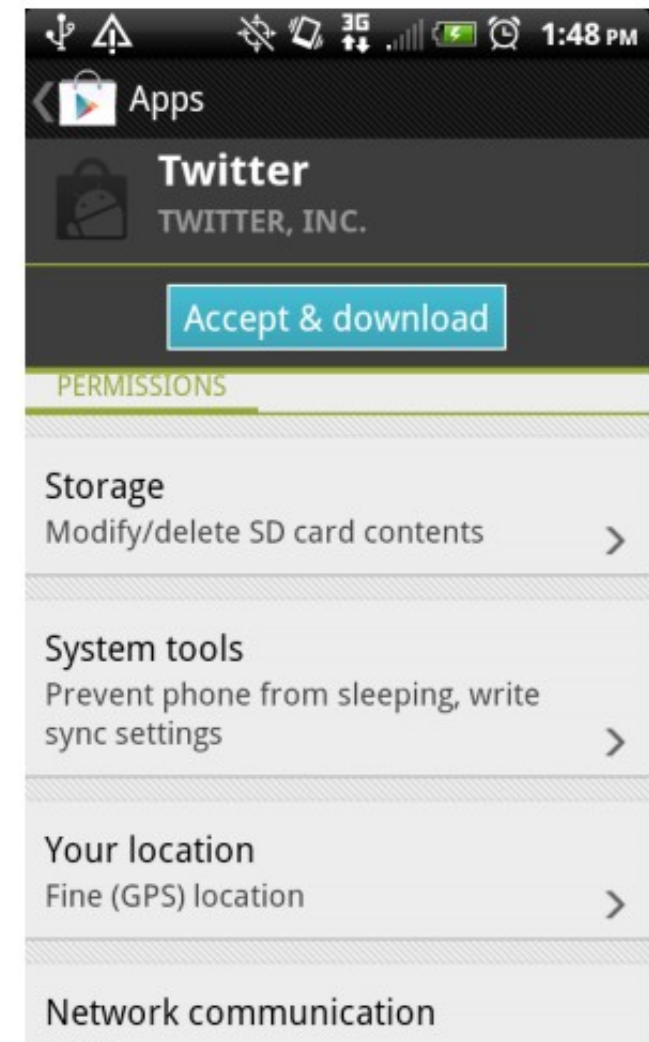 3G 1:48 PM
Apps
Twitter
TWITTER, INC.
Accept & download
PERMISSIONS
Storage
Modify/delete SD card contents
System tools
Prevent phone from sleeping, write
sync settings
Your location
Fine (GPS) location
Network communication